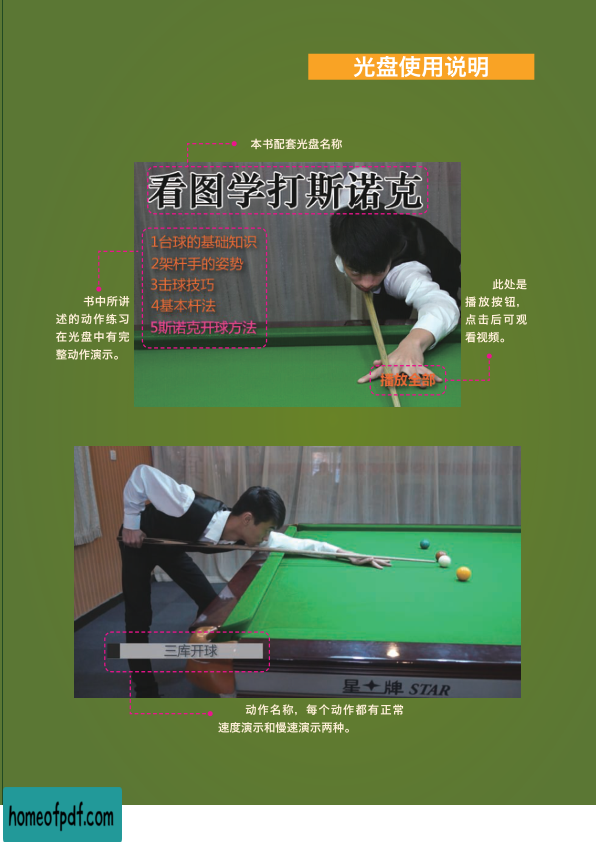 光盘使用说明
本书配套光盘名称
看图学打斯诺克
1台球的基础知识
2架杆手的姿势
3击球技巧
4基本杆法
5斯诺克开球方法
播放全部
书中所讲
述的动作练习
在光盘中有完
整动作演示。
此处是
播放按钮，
点击后可观
看视频。
三库开球
星牌 STAR
动作名称，每个动作都有正常
速度演示和慢速演示两种。
homeofpdf.com